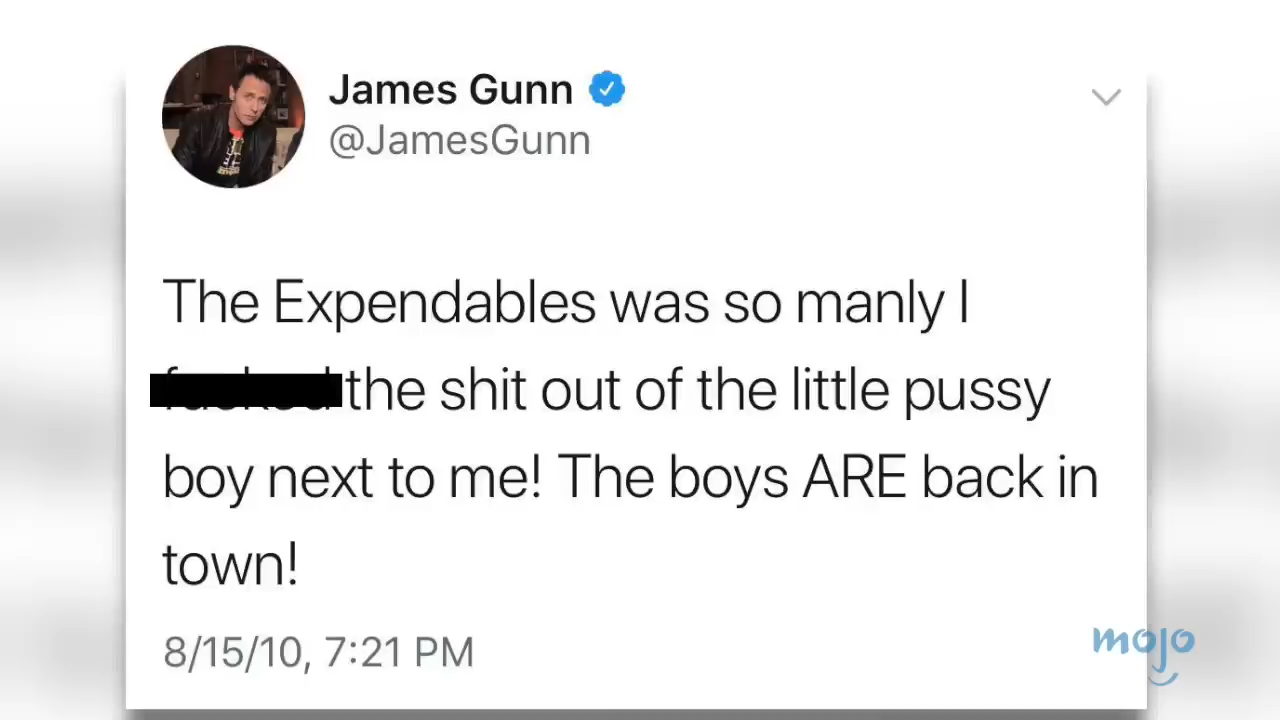 James Gunn
@JamesGunn
The Expendables was so manly I
the shit out of the little pussy
boy next to me! The boys ARE back in
town!
8/15/10, 7:21 PM
mojo